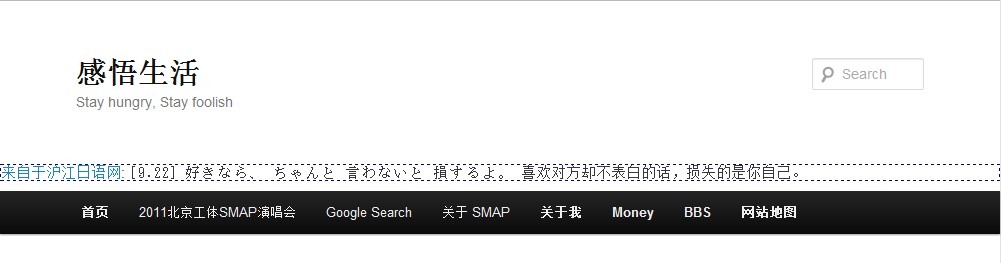 感悟生活
Search
Stay hungry, Stay foolish
来自于沪江日语网: [9.22] 好きなら、 ちゃんと 言わないと 損するよ。 喜欢对方却不表白的话，损失的是你自己。
首页 2011北京工体SMAP演唱会 Google Search 关于 SMAP 关于我 Money BBS 网站地图